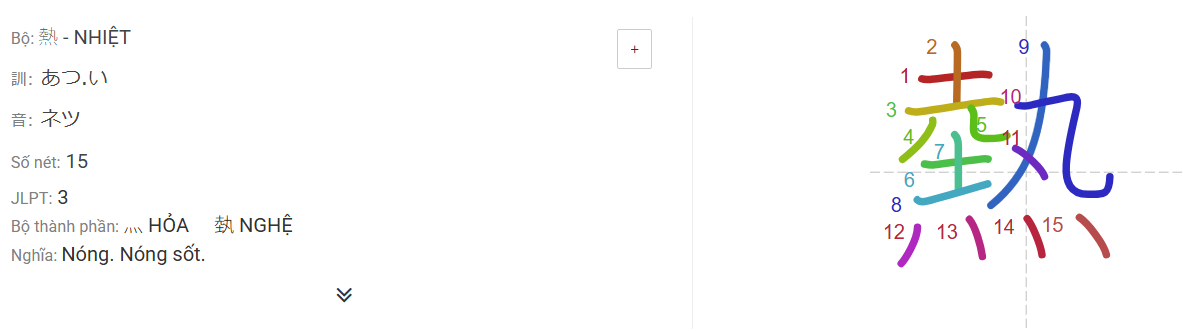 Bộ: 熱 - NHIỆT
+
訓: あつ.い
音: ネツ
Số nét: 15
JLPT: 3
Bộ thành phần: 灬 HỎA 埶 NGHỆ
Nghĩa: Nóng. Nóng sốt.
2 9
1
10
3
5
4 11
7
6
8
12 13 14 15